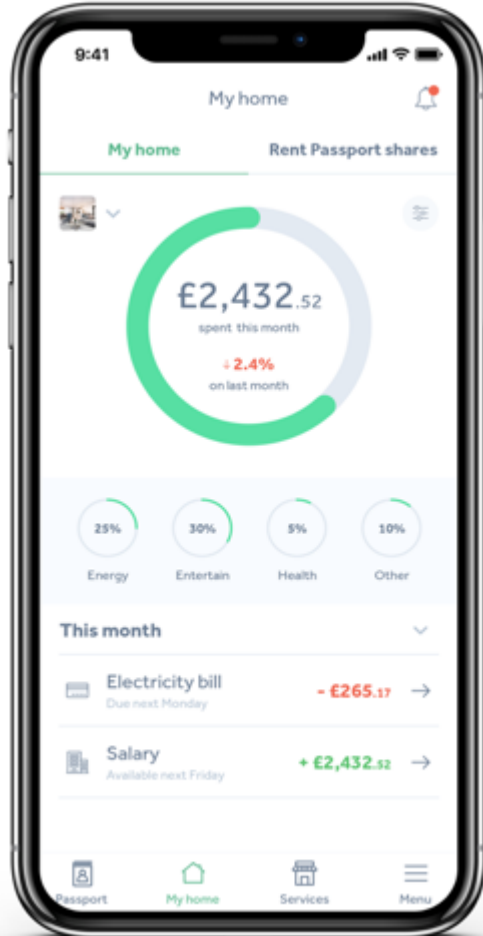 9:41
My home
My home
Rent Passport shares
£2,432.52
spent this month
↓2.4%
on last month
25%
30%
5%
10%
Energy
Entertain
Health
Other
This month
Electricity bill
Due next Monday
- £265.17 →
Salary
Available next Friday
+ £2,432.52 →
Passport
My home
Services
Menu